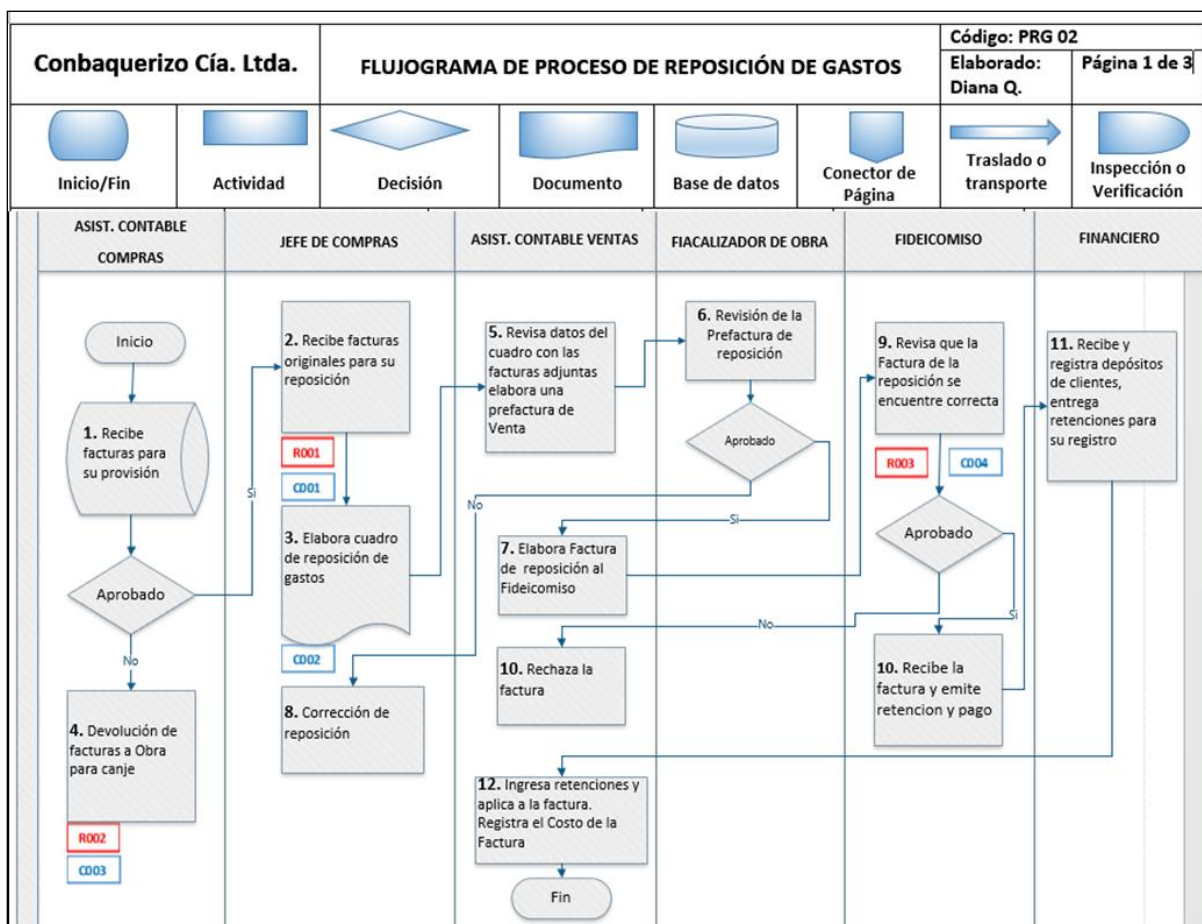 Conbaquerizo Cía. Ltda.
FLUJOGRAMA DE PROCESO DE REPOSICIÓN DE GASTOS
Código: PRG 02
Elaborado:
Diana Q.
Página 1 de 3
Inicio/Fin
Actividad
Decisión
Documento
Base de datos
Conector de
Página
Traslado o
transporte
Inspección o
Verificación
ASIST. CONTABLE
COMPRAS
JEFE DE COMPRAS
ASIST. CONTABLE VENTAS
FIACALIZADOR DE OBRA
FIDEICOMISO
FINANCIERO
Inicio
1. Recibe
facturas para
su provisión
Aprobado
Si
No
4. Devolución de
facturas a Obra
para canje
R002
CD03
2. Recibe facturas
originales para su
reposición
R001
CD01
3. Elabora cuadro
de reposición de
gastos
CD02
8. Corrección de
reposición
5. Revisa datos del
cuadro con las
facturas adjuntas
elabora una
prefactura de
Venta
No
7. Elabora Factura
de reposición al
Fideicomiso
10. Rechaza la
factura
12. Ingresa retenciones y
aplica a la factura.
Registra el Costo de la
Factura
Fin
6. Revisión de la
Prefactura de
reposición
Aprobado
Si
No
9. Revisa que la
Factura de la
reposición se
encuentre correcta
R003
CD04
Aprobado
Si
10. Recibe la
factura y emite
retencion y pago
11. Recibe y
registra depósitos
de clientes,
entrega
retenciones para
su registro